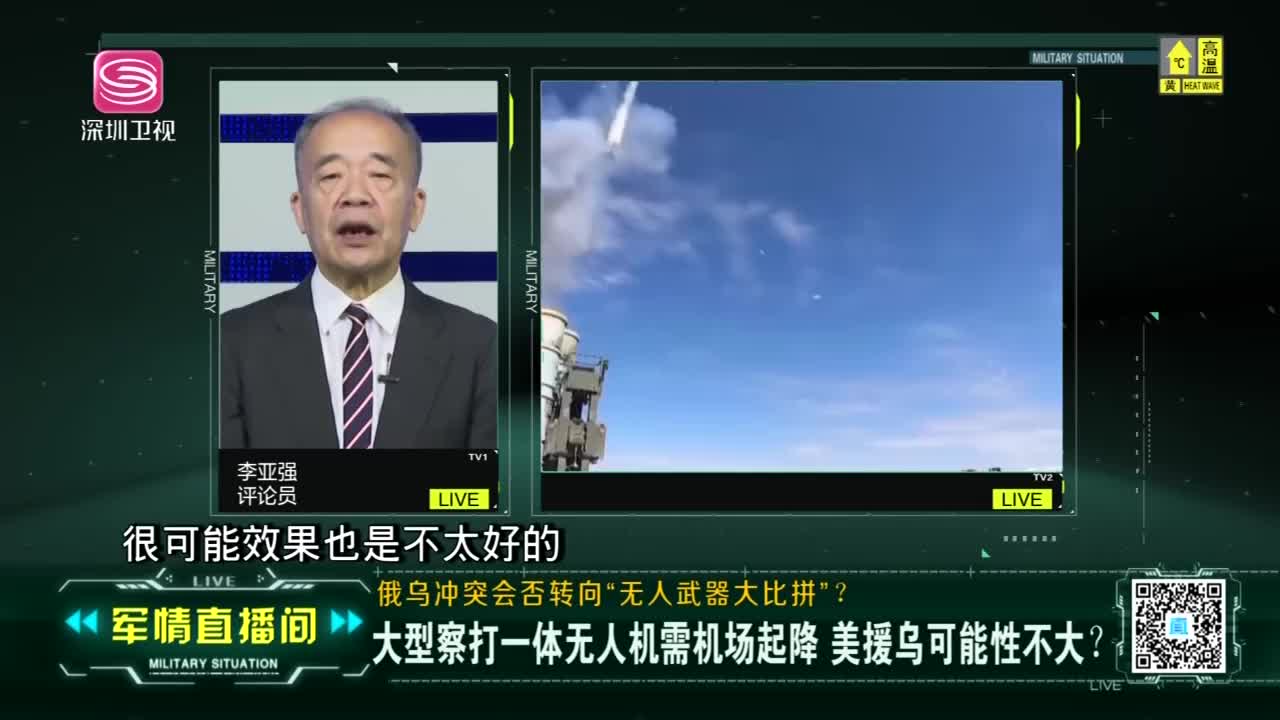 深圳卫视
MILITARY SITUATION
℃
高温
黄
HEAT WAVE
MILITARY
MILITARY
TV1
李亚强
评论员
LIVE
TV2
LIVE
很可能效果也是不太好的
LIVE
军情直播间
MILITARY SITUATION
俄乌冲突会否转向“无人武器大比拼”？
大型察打一体无人机需机场起降 美援乌可能性不大？
直
LIVE